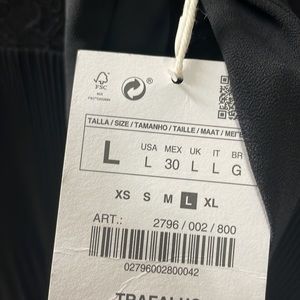 FSC
TALLA / SIZE / TAMANHO / TAILLE / MAAT /
USA MEX UK IT BR
L L 30 L L G
XS S M L XL
ART.: 2796 / 002 / 800
02796002800042